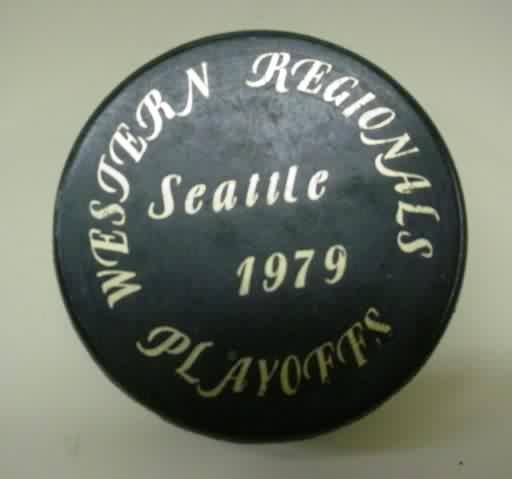 WESTERN REGIONALS
Seattle
1979
PLAYOFFS